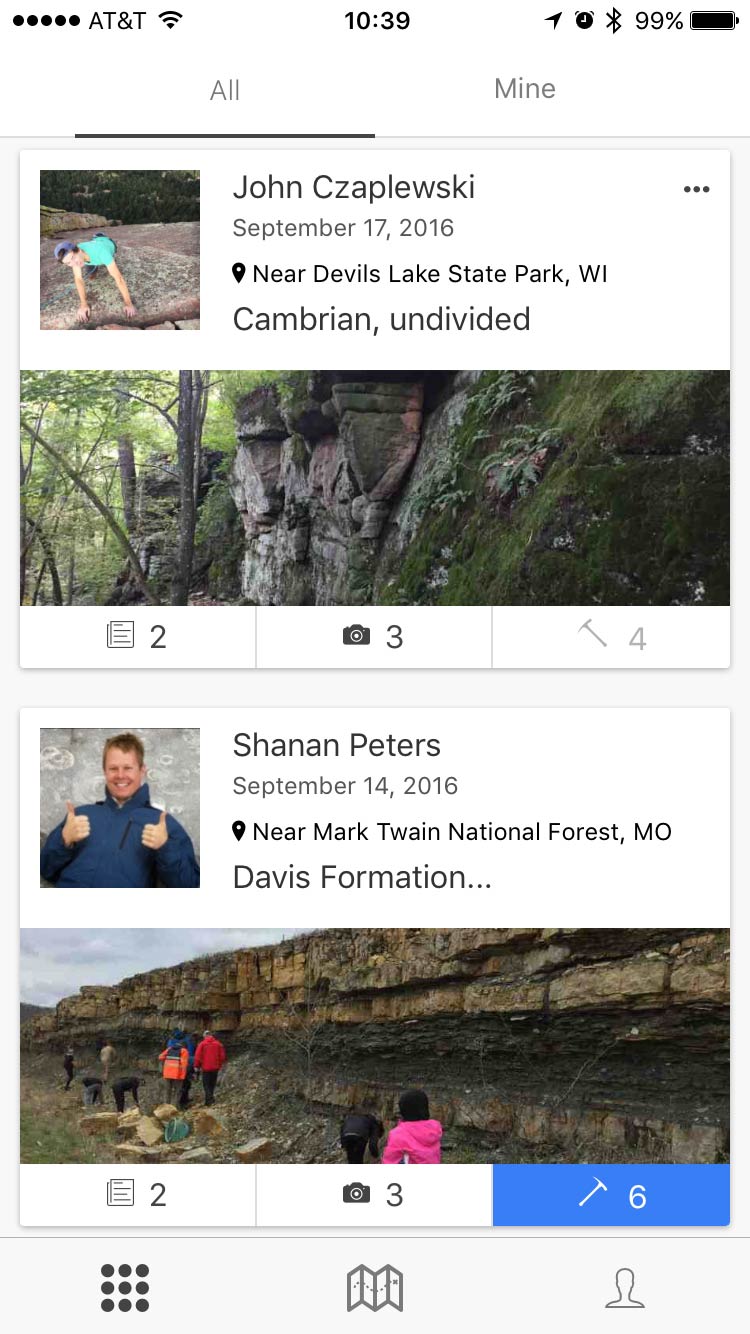 AT&T 10:39 99%
All Mine
John Czaplewski
September 17, 2016
Near Devils Lake State Park, WI
Cambrian, undivided
2 3 4
Shanan Peters
September 14, 2016
Near Mark Twain National Forest, MO
Davis Formation...
2 3 6